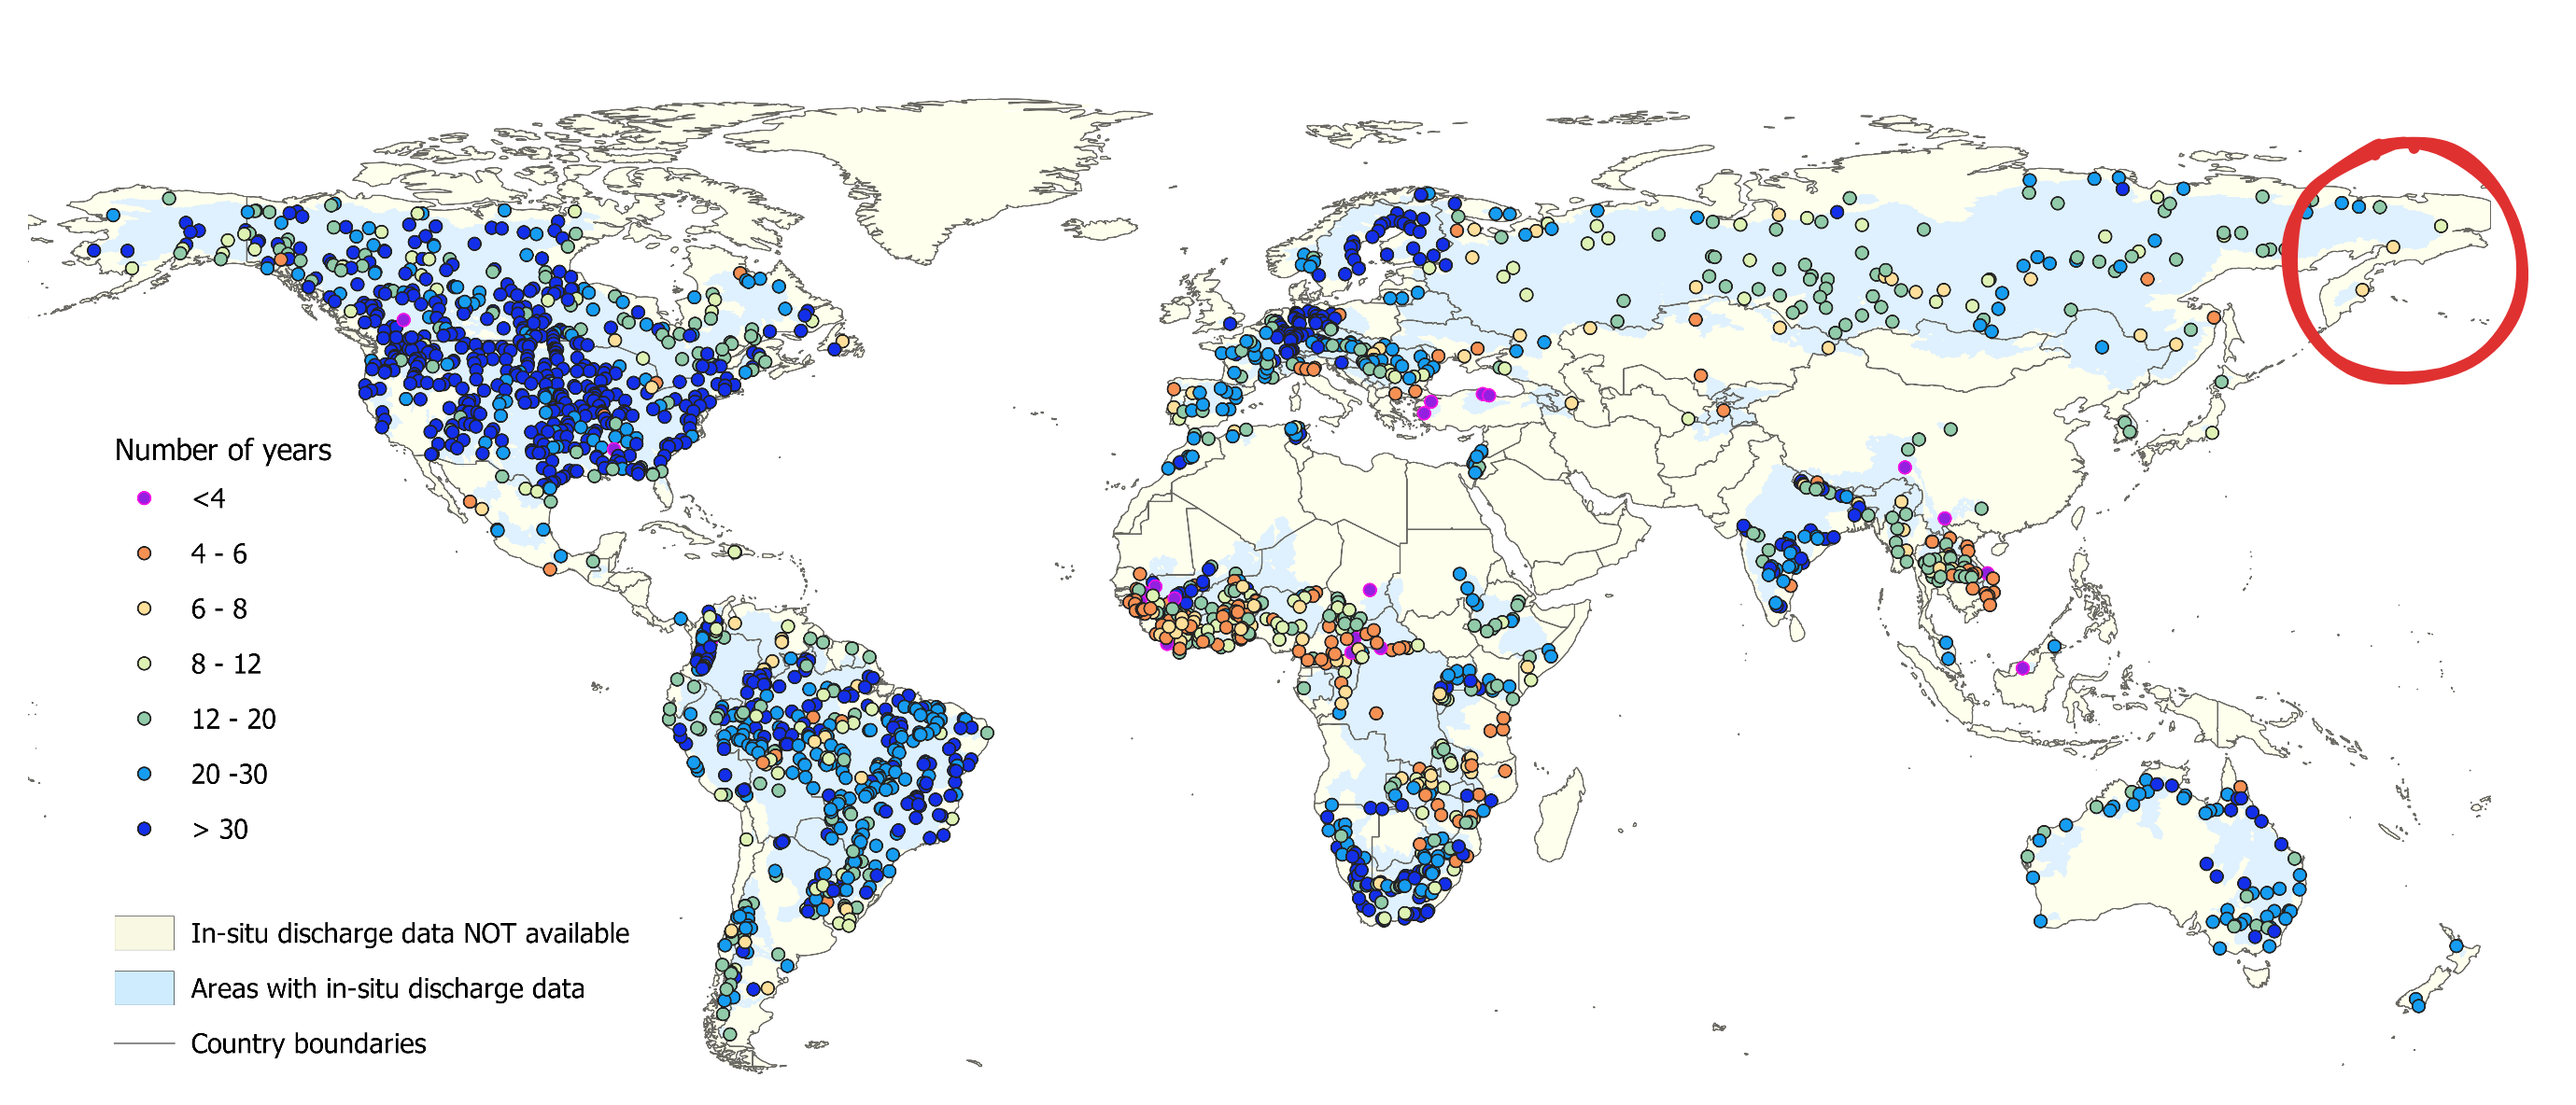 Number of years
<4
4 - 6
6 - 8
8 - 12
12 - 20
20 -30
> 30
In-situ discharge data NOT available
Areas with in-situ discharge data
Country boundaries